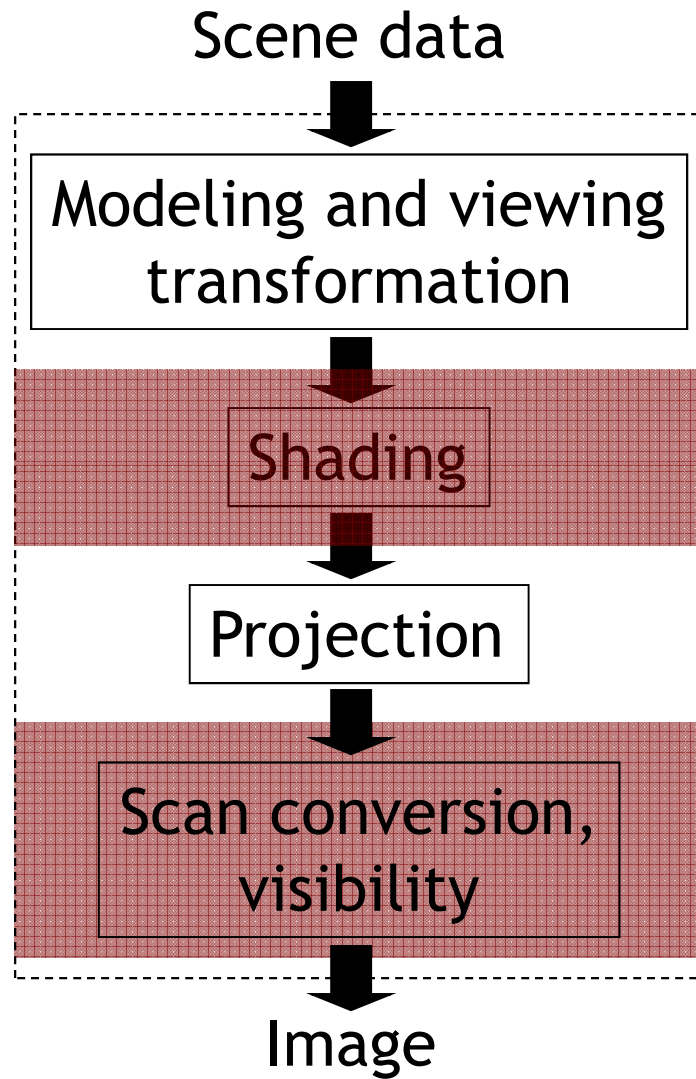 Scene data
Modeling and viewing
transformation
Shading
Projection
Scan conversion,
visibility
Image